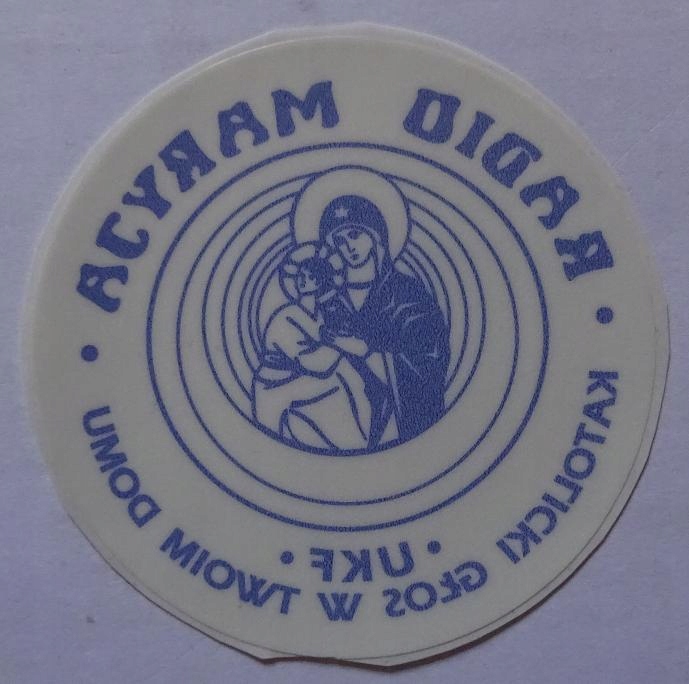 RADIO MARYJA
KATOLICKI GŁOS W TWOIM DOMU
• UKF •